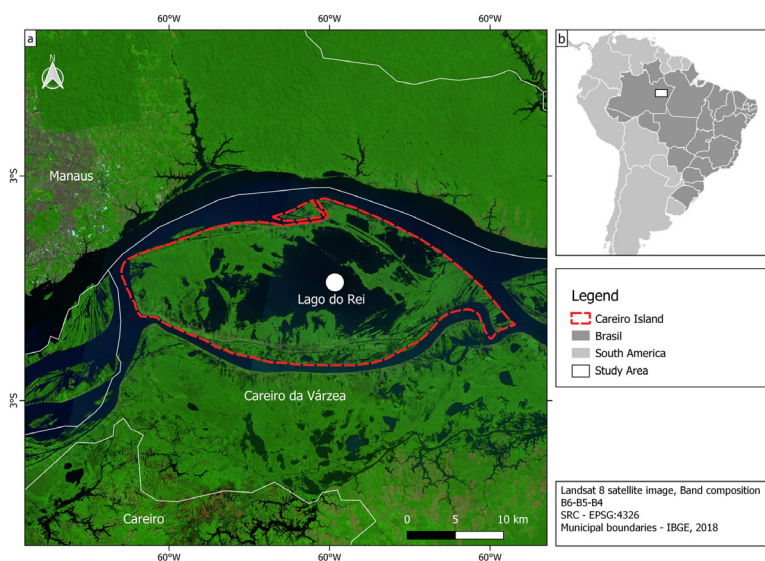 60°W 60°W 60°W
a
N
Manaus
3°S 3°S
Lago do Rei
Careiro da Várzea
Careiro
0 5 10 km
60°W 60°W 60°W
b
Legend
Careiro Island
Brasil
South America
Study Area
Landsat 8 satellite image, Band composition
B6-B5-B4
SRC - EPSG:4326
Municipal boundaries - IBGE, 2018